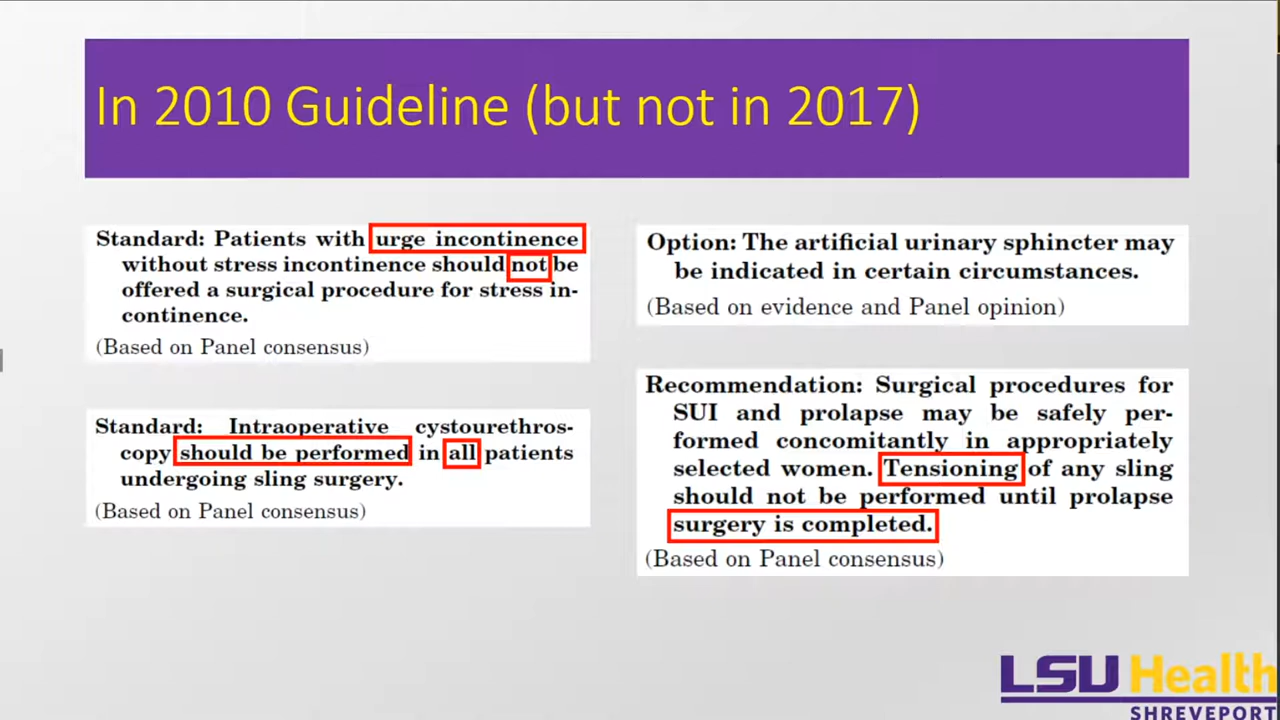 In 2010 Guideline (but not in 2017)
Standard: Patients with urge incontinence
without stress incontinence should not be
offered a surgical procedure for stress in-
continence.
(Based on Panel consensus)
Standard: Intraoperative cystourethros-
copy should be performed in all patients
undergoing sling surgery.
(Based on Panel consensus)
Option: The artificial urinary sphincter may
be indicated in certain circumstances.
(Based on evidence and Panel opinion)
Recommendation: Surgical procedures for
SUI and prolapse may be safely per-
formed concomitantly in appropriately
selected women. Tensioning of any sling
should not be performed until prolapse
surgery is completed.
(Based on Panel consensus)
LSU Health
SHREVEPORT